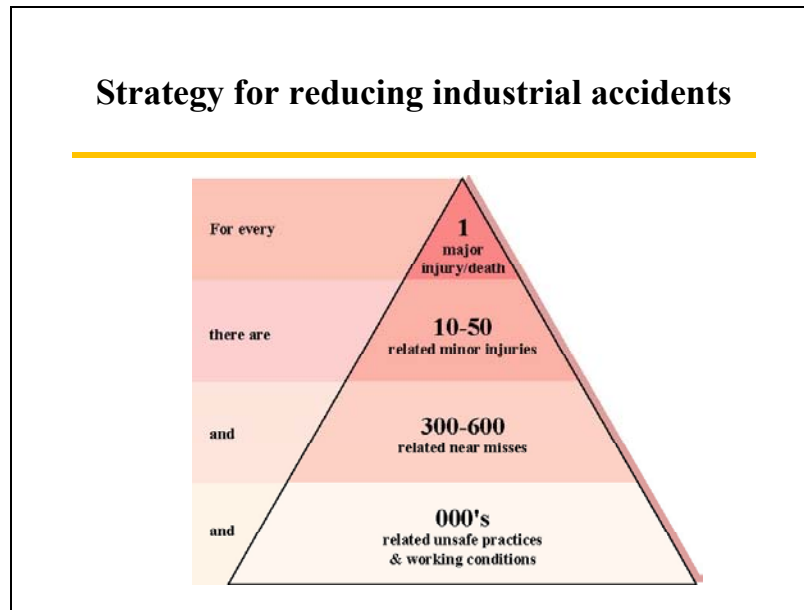 Strategy for reducing industrial accidents
For every
1
major
injury/death
there are
10-50
related minor injuries
and
300-600
related near misses
and
000's
related unsafe practices
& working conditions